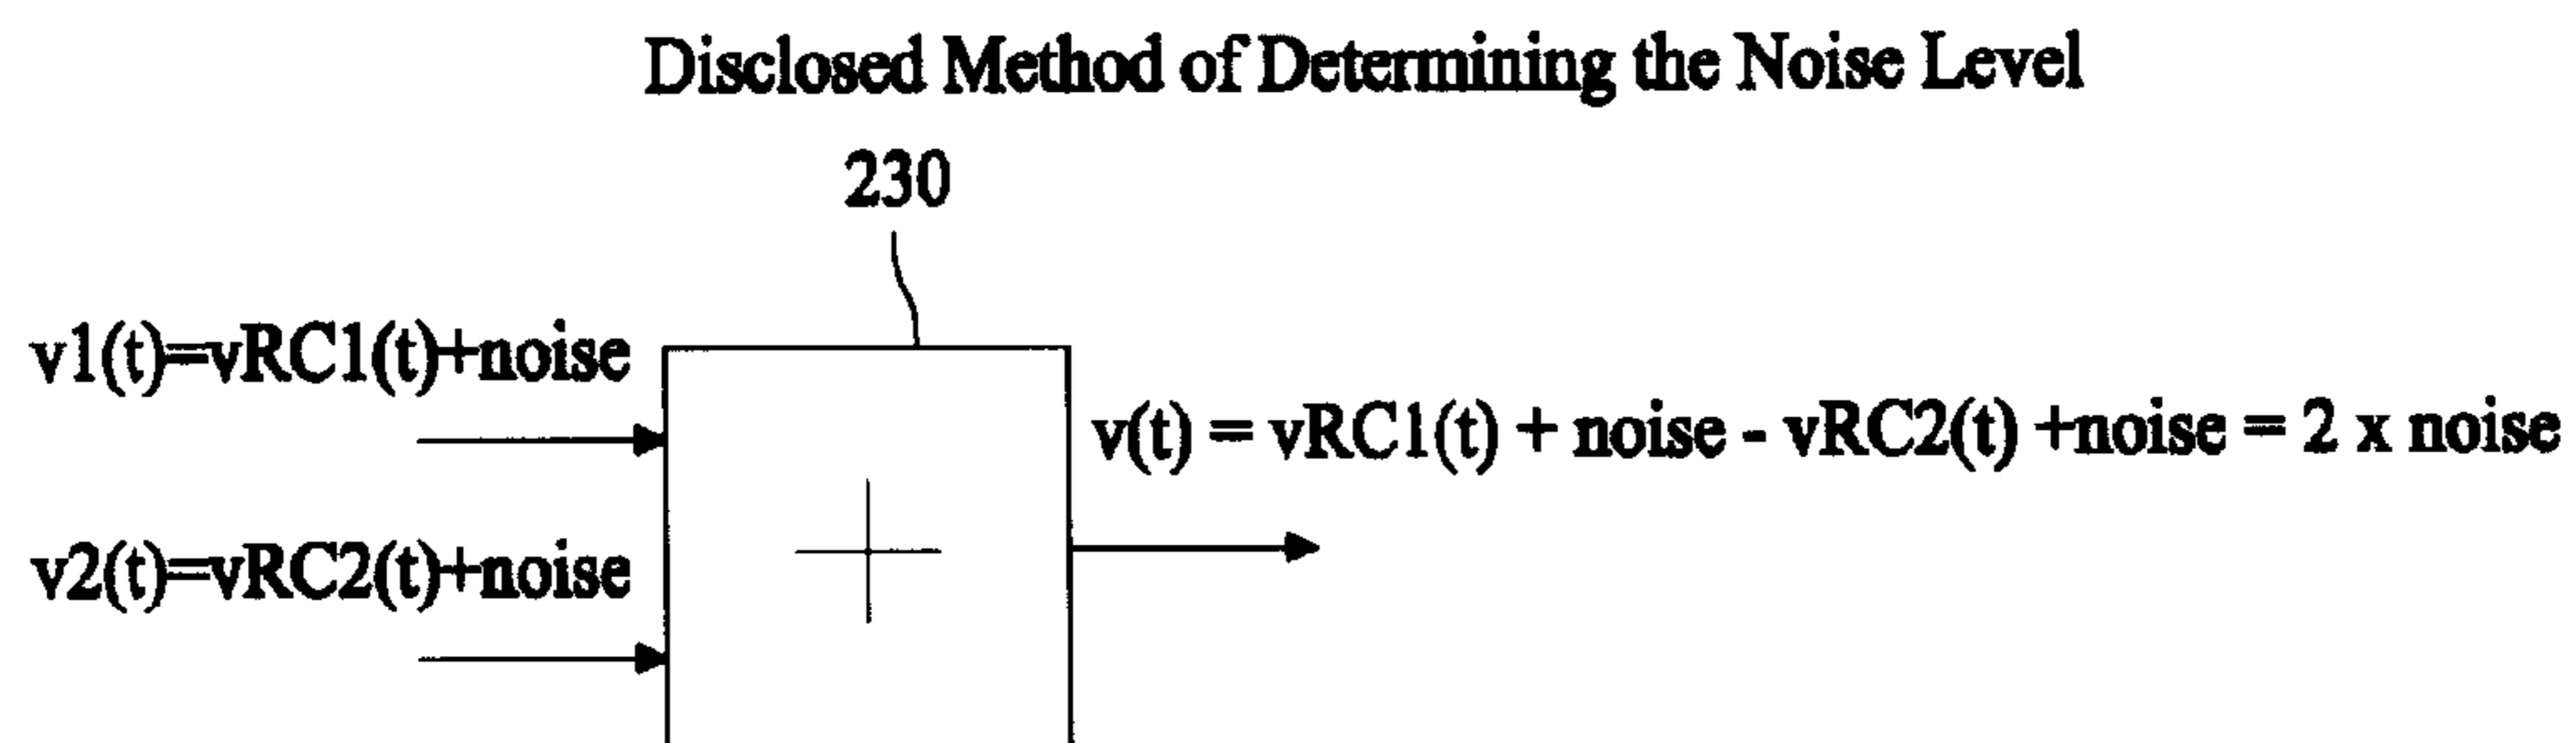 Disclosed Method of Determining the Noise Level
230
v1(t)=vRC1(t)+noise
v(t) = vRC1(t) + noise - vRC2(t) +noise = 2 x noise
v2(t)=vRC2(t)+noise
+